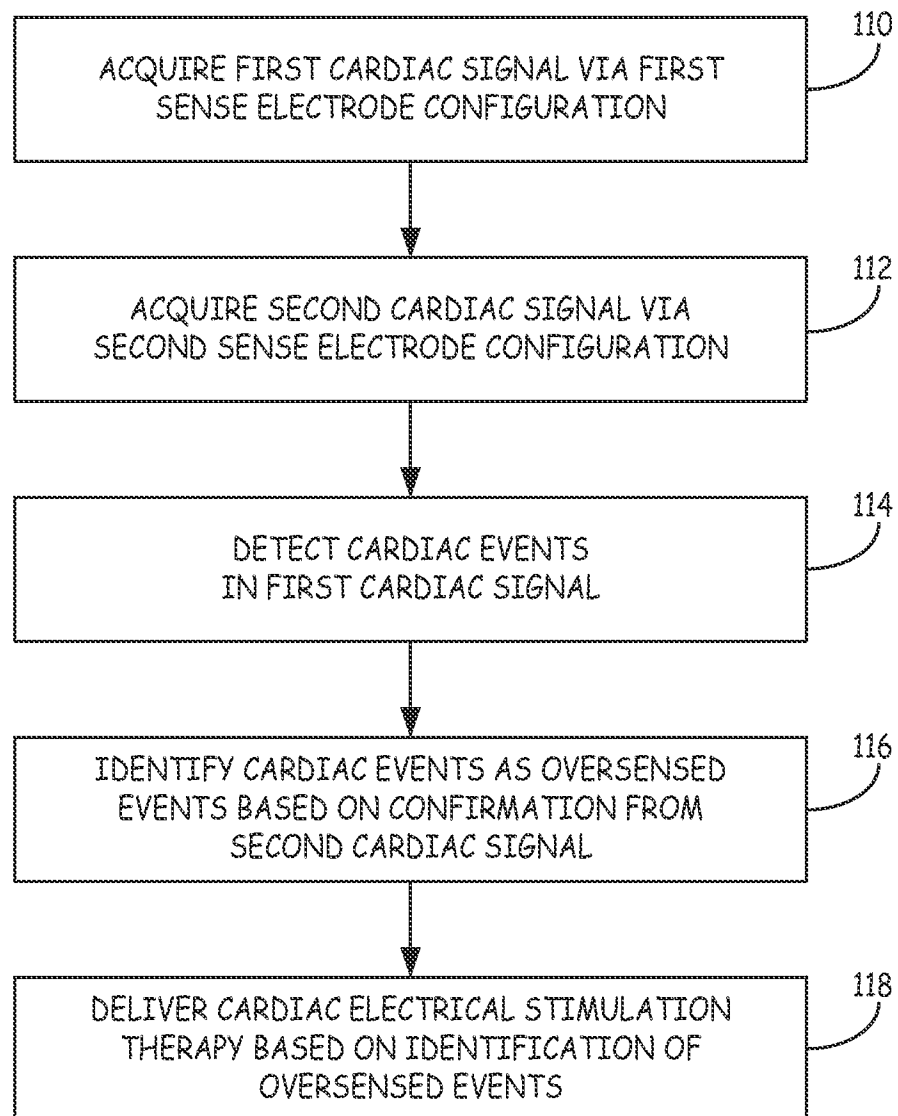 110
ACQUIRE FIRST CARDIAC SIGNAL VIA FIRST
SENSE ELECTRODE CONFIGURATION
112
ACQUIRE SECOND CARDIAC SIGNAL VIA
SECOND SENSE ELECTRODE CONFIGURATION
114
DETECT CARDIAC EVENTS
IN FIRST CARDIAC SIGNAL
116
IDENTIFY CARDIAC EVENTS AS OVERSENSED
EVENTS BASED ON CONFIRMATION FROM
SECOND CARDIAC SIGNAL
118
DELIVER CARDIAC ELECTRICAL STIMULATION
THERAPY BASED ON IDENTIFICATION OF
OVERSENSED EVENTS